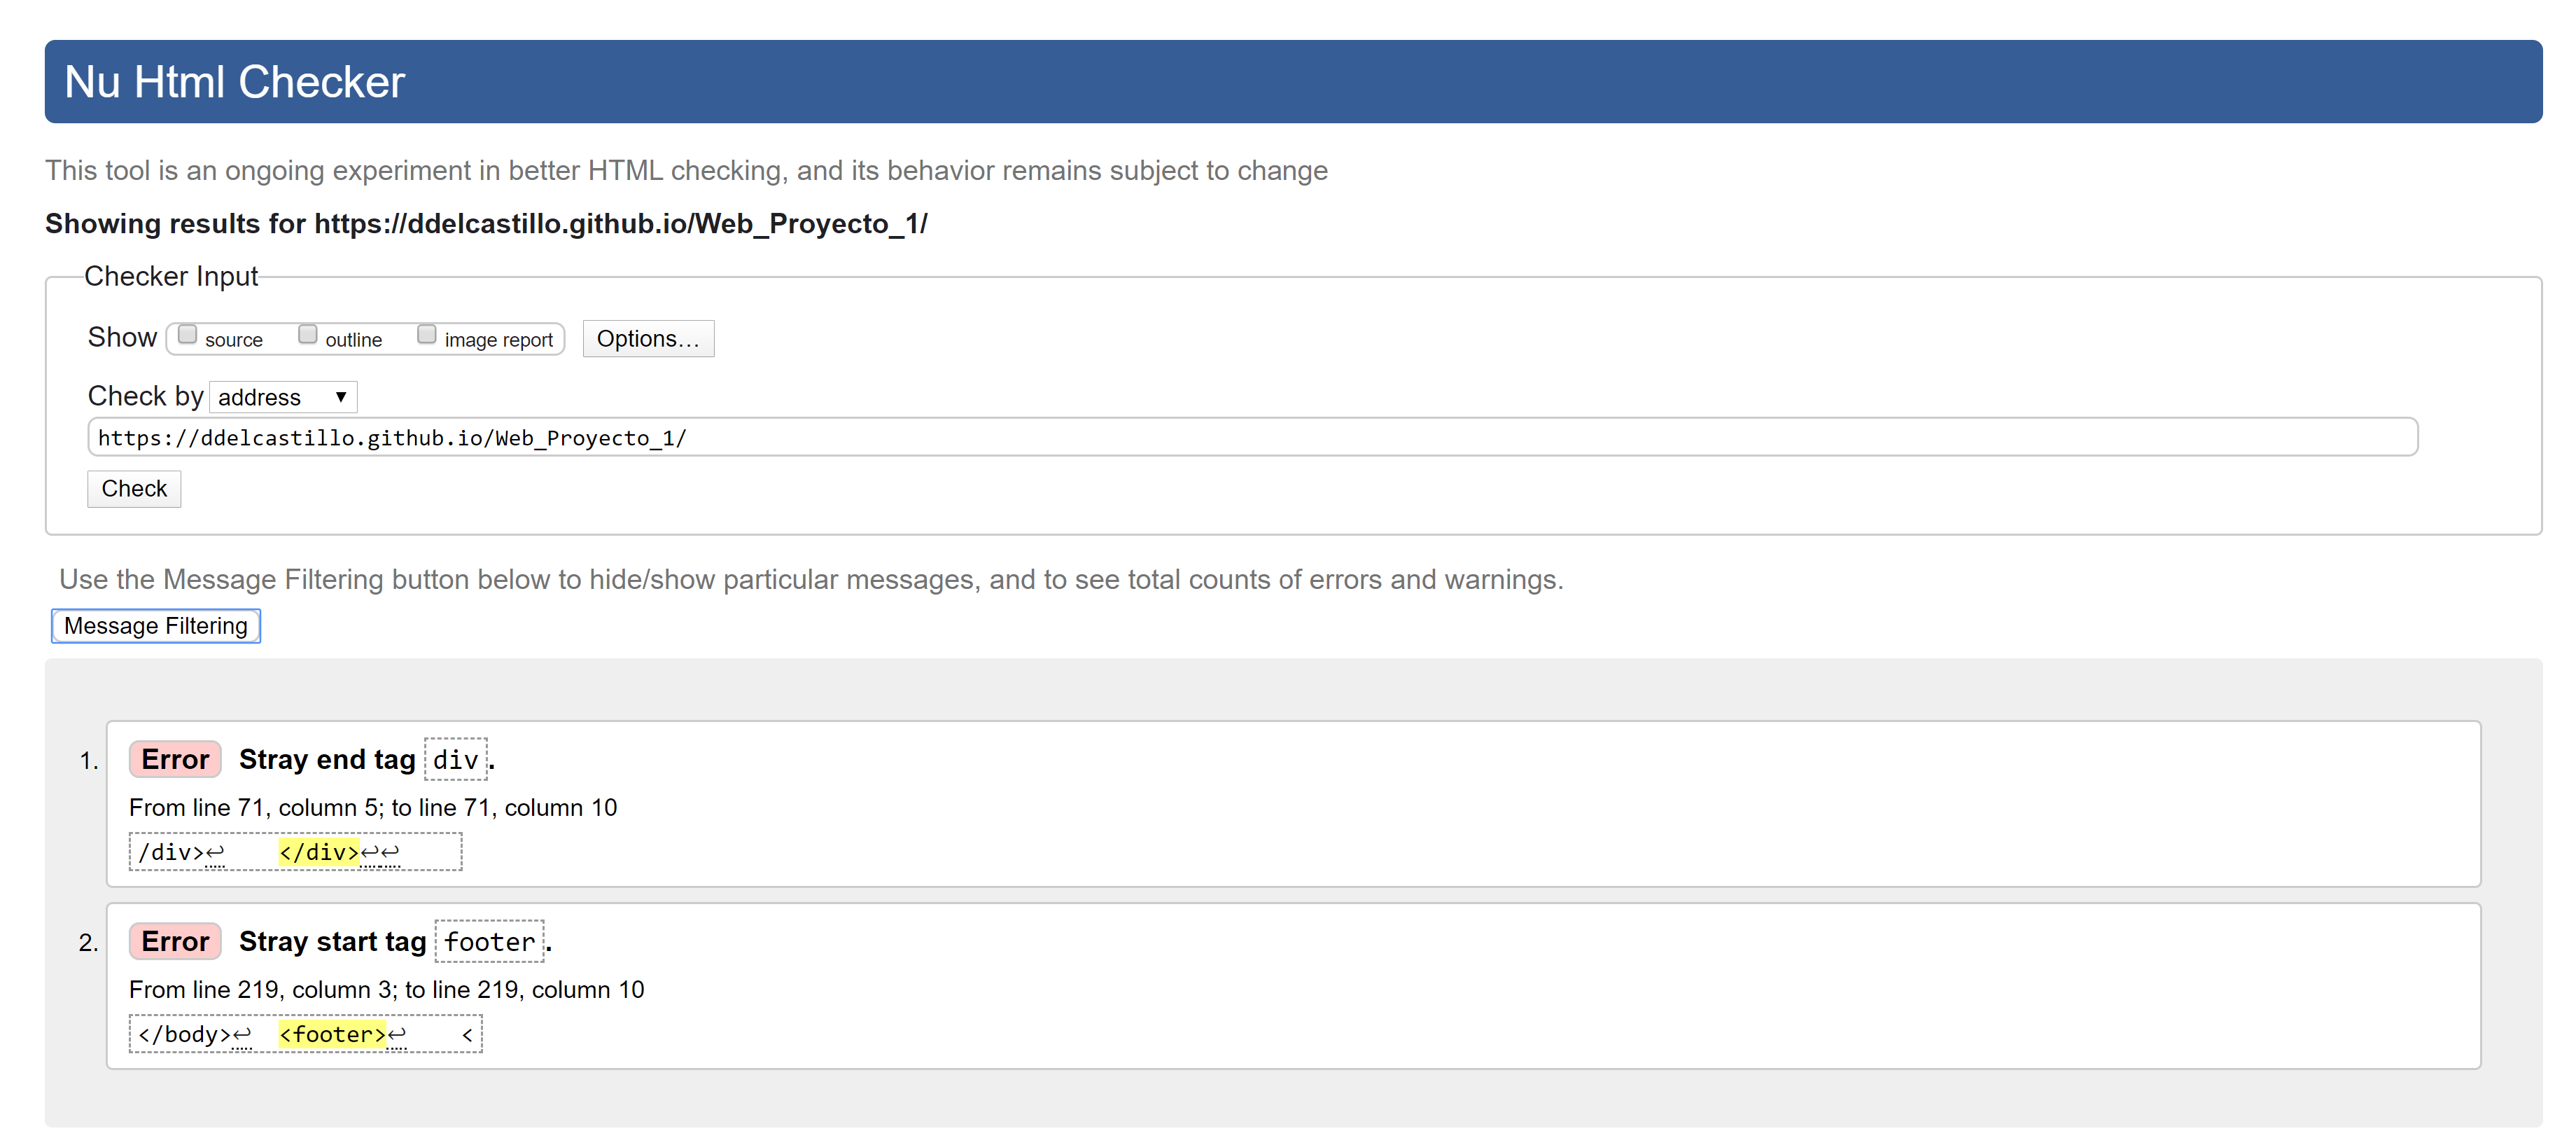 Nu Html Checker
This tool is an ongoing experiment in better HTML checking, and its behavior remains subject to change
Showing results for https://ddelcastillo.github.io/Web_Proyecto_1/
Checker Input
Show source outline image report Options…
Check by address ▼
https://ddelcastillo.github.io/Web_Proyecto_1/
Check
Use the Message Filtering button below to hide/show particular messages, and to see total counts of errors and warnings.
Message Filtering
1. Error Stray end tag div.
From line 71, column 5; to line 71, column 10
/div>↩    </div>↩↩
2. Error Stray start tag footer.
From line 219, column 3; to line 219, column 10
</body>↩  <footer>↩    <